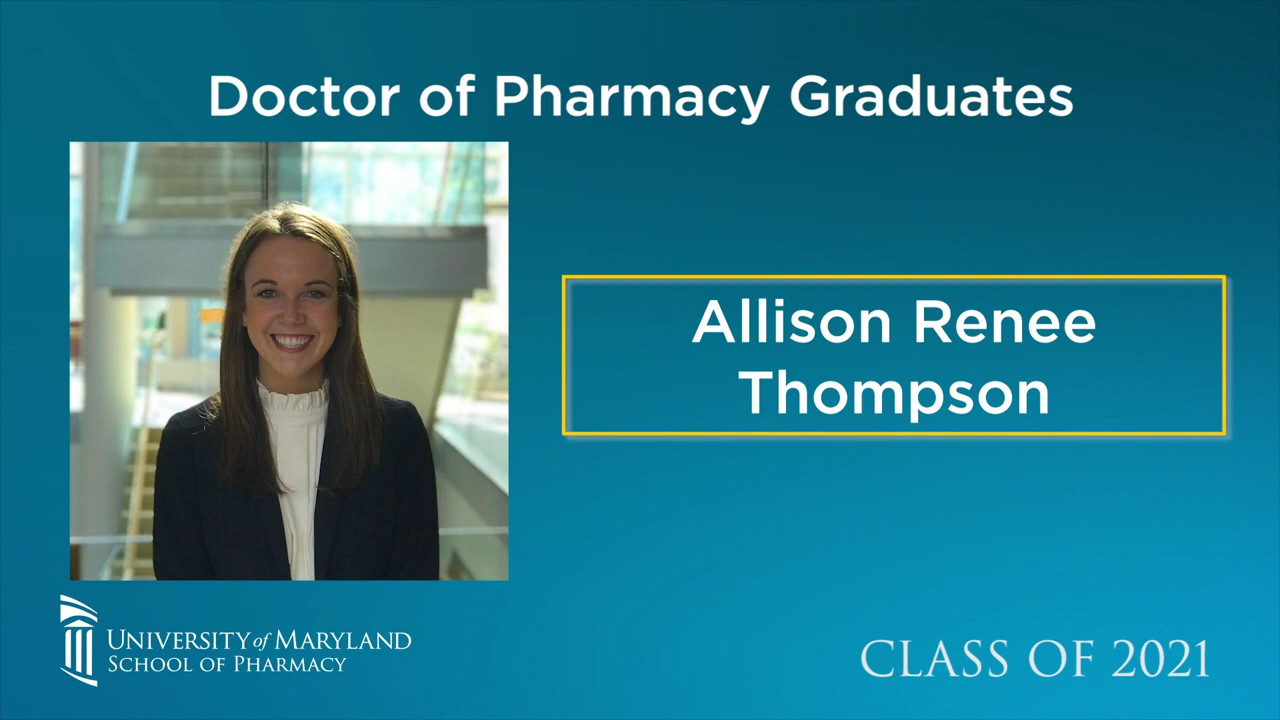 Doctor of Pharmacy Graduates
Allison Renee
Thompson
UNIVERSITY of MARYLAND
SCHOOL OF PHARMACY
CLASS OF 2021